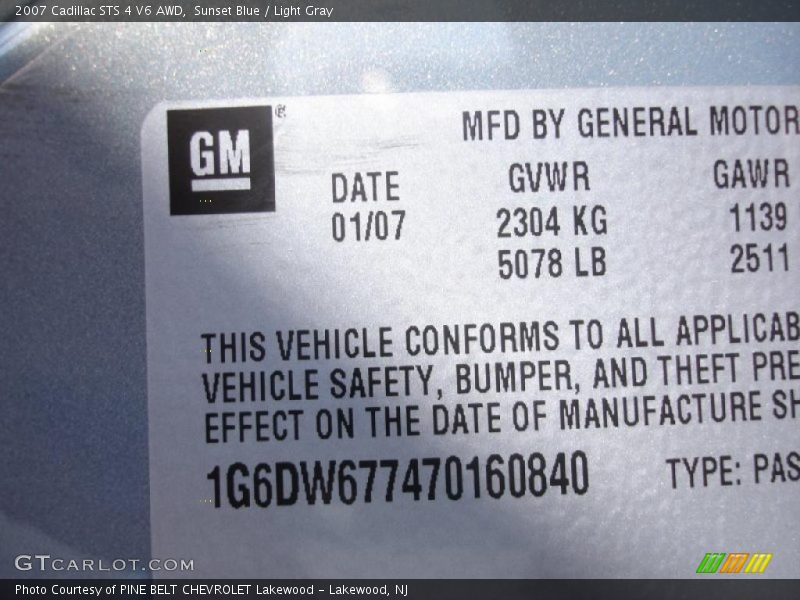 2007 Cadillac STS 4 V6 AWD, Sunset Blue / Light Gray
GM®
MFD BY GENERAL MOTOR
DATE GVWR GAWR
01/07 2304 KG 1139
5078 LB 2511
THIS VEHICLE CONFORMS TO ALL APPLICAB
VEHICLE SAFETY, BUMPER, AND THEFT PRE
EFFECT ON THE DATE OF MANUFACTURE SH
1G6DW677470160840 TYPE: PAS
GTCARLOT.COM
Photo Courtesy of PINE BELT CHEVROLET Lakewood - Lakewood, NJ